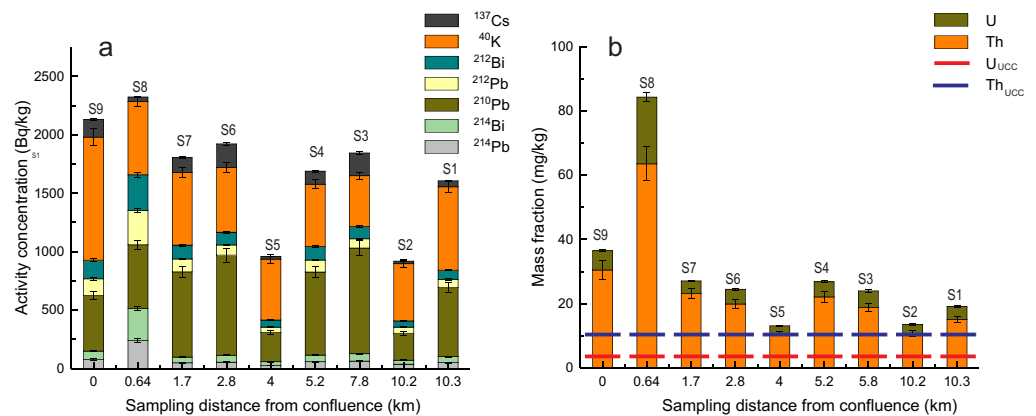 a
137Cs
40K
212Bi
212Pb
210Pb
214Bi
214Pb
Activity concentration (Bq/kg)
S1
2500
2000
1500
1000
500
0
S9
S8
S7
S6
S5
S4
S3
S2
S1
0 0.64 1.7 2.8 4 5.2 7.8 10.2 10.3
Sampling distance from confluence (km)
b
U
Th
UUCC
ThUCC
Mass fraction (mg/kg)
100
80
60
40
20
0
S9
S8
S7
S6
S5
S4
S3
S2
S1
0 0.64 1.7 2.8 4 5.2 5.8 10.2 10.3
Sampling distance from confluence (km)